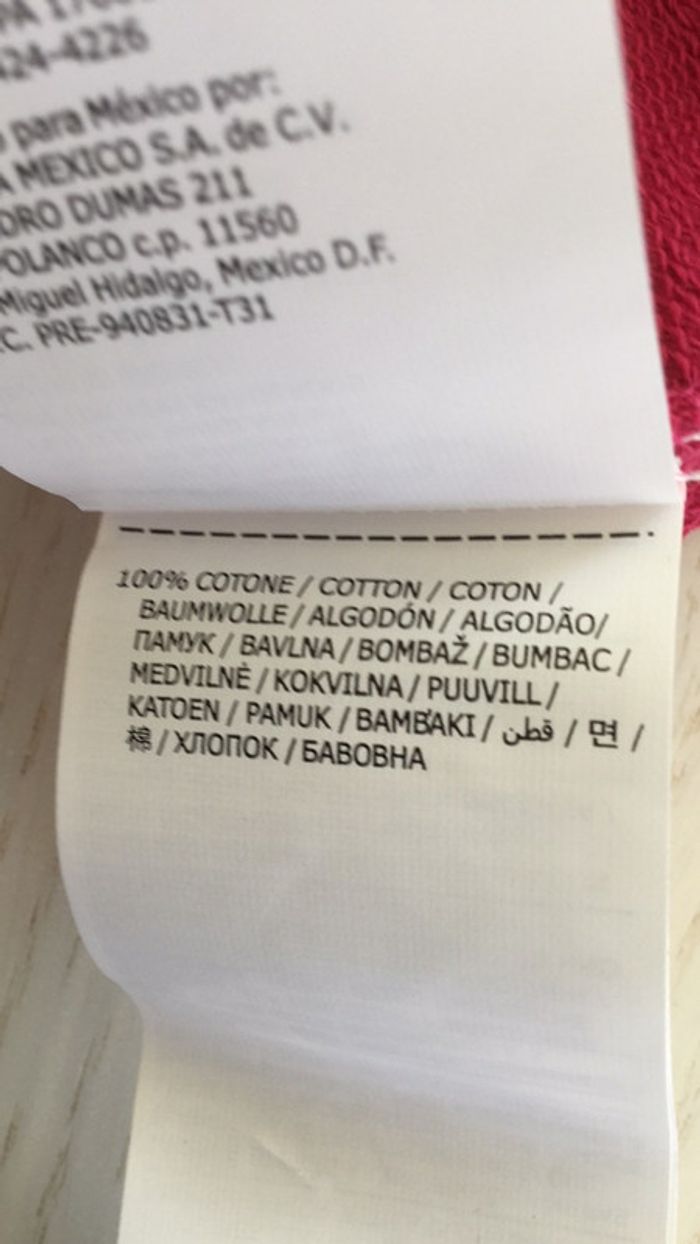 PA
424-4226
para México por:
MEXICO S.A. de C.V.
DUMAS 211
POLANCO c.p. 11560
Miguel Hidalgo, Mexico D.F.
C. PRE-940831-T31
100% COTONE / COTTON / COTON /
BAUMWOLLE / ALGODÓN / ALGODÃO/
ПАМУК / BAVLNA / BOMBAŽ / BUMBAC /
MEDVILNĖ / KOKVILNA / PUUVILL /
KATOEN / PAMUK / ΒΑΜΒΆΚΙ / قطن / 면 /
棉 / ХЛОПОК / БАВОВНА